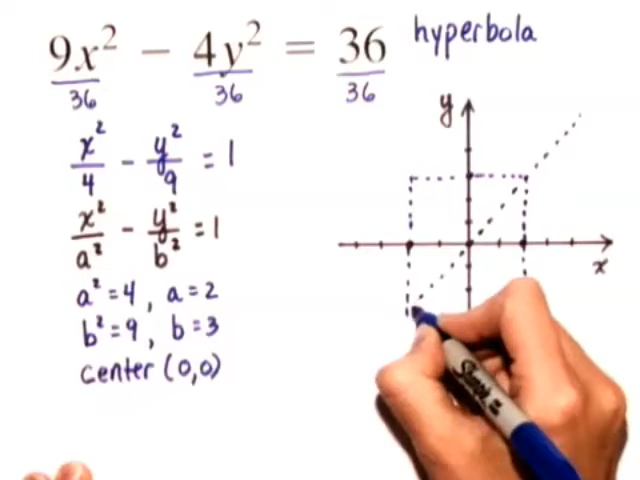 9x² − 4y² = 36 hyperbola
36 36 36
x²/4 − y²/9 = 1
x²/a² − y²/b² = 1
a² = 4, a = 2
b² = 9, b = 3
center (0,0)
y
x
Sharpie